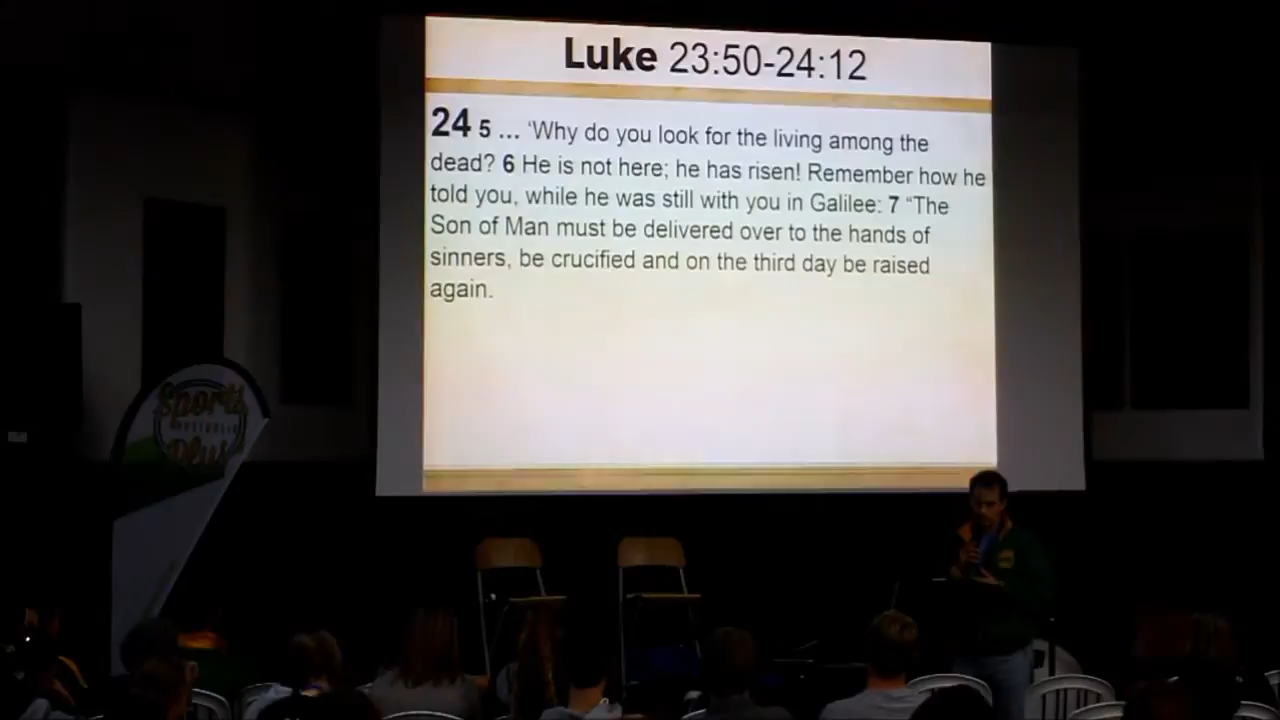 Luke 23:50-24:12
24 5 ... ‘Why do you look for the living among the
dead? 6 He is not here; he has risen! Remember how he
told you, while he was still with you in Galilee: 7 “The
Son of Man must be delivered over to the hands of
sinners, be crucified and on the third day be raised
again.
Sports
AUSTRALIA
Plus